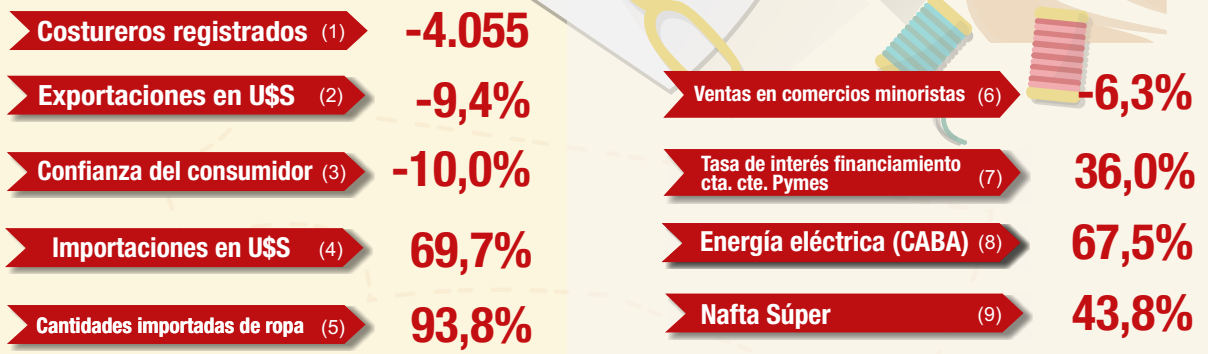 Costureros registrados (1) -4.055
Exportaciones en U$S (2) -9,4%
Confianza del consumidor (3) -10,0%
Importaciones en U$S (4) 69,7%
Cantidades importadas de ropa (5) 93,8%
Ventas en comercios minoristas (6) -6,3%
Tasa de interés financiamiento
cta. cte. Pymes (7) 36,0%
Energía eléctrica (CABA) (8) 67,5%
Nafta Súper (9) 43,8%